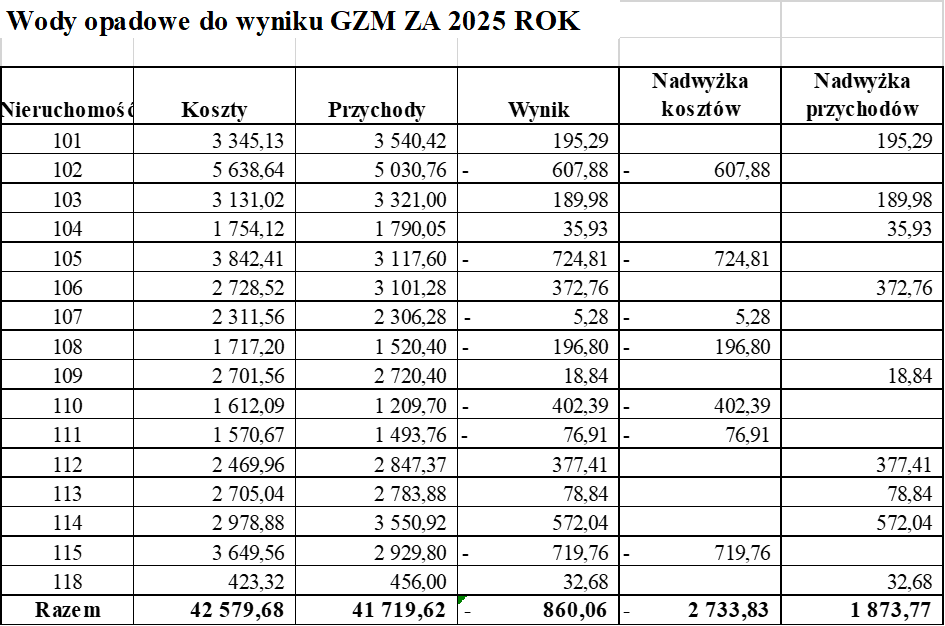 Wody opadowe do wyniku GZM ZA 2025 ROK
Nieruchomość Koszty Przychody Wynik Nadwyżka kosztów Nadwyżka przychodów
101 3 345,13 3 540,42 195,29 195,29
102 5 638,64 5 030,76 - 607,88 - 607,88
103 3 131,02 3 321,00 189,98 189,98
104 1 754,12 1 790,05 35,93 35,93
105 3 842,41 3 117,60 - 724,81 - 724,81
106 2 728,52 3 101,28 372,76 372,76
107 2 311,56 2 306,28 - 5,28 - 5,28
108 1 717,20 1 520,40 - 196,80 - 196,80
109 2 701,56 2 720,40 18,84 18,84
110 1 612,09 1 209,70 - 402,39 - 402,39
111 1 570,67 1 493,76 - 76,91 - 76,91
112 2 469,96 2 847,37 377,41 377,41
113 2 705,04 2 783,88 78,84 78,84
114 2 978,88 3 550,92 572,04 572,04
115 3 649,56 2 929,80 - 719,76 - 719,76
118 423,32 456,00 32,68 32,68
Razem 42 579,68 41 719,62 - 860,06 - 2 733,83 1 873,77